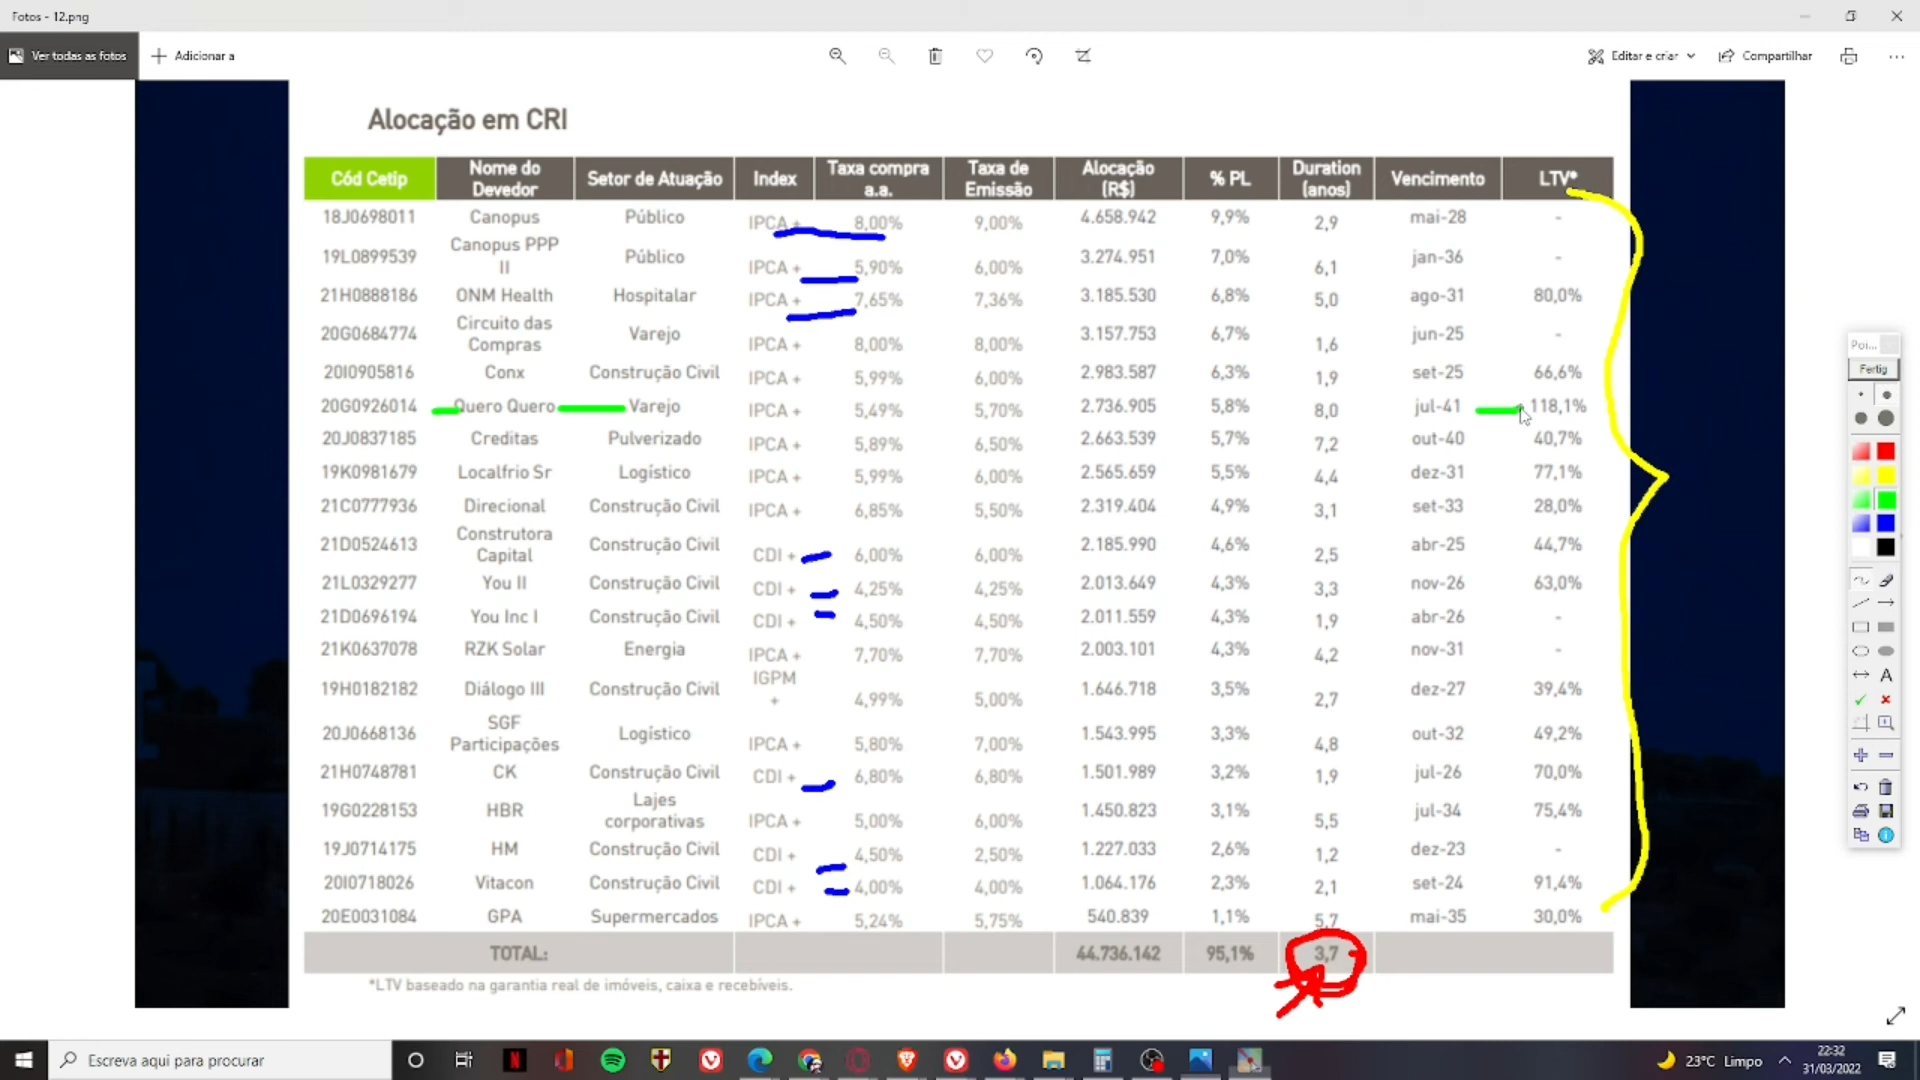 Fotos - 12.png
Ver todas as fotos
Adicionar a
Editar e criar
Compartilhar
Alocação em CRI
Cód Cetip Nome do Devedor Setor de Atuação Index Taxa compra a.a. Taxa de Emissão Alocação (R$) % PL Duration (anos) Vencimento LTV*
18J0698011 Canopus Público IPCA + 8,00% 9,00% 4.658.942 9,9% 2,9 mai-28 -
19L0899539 Canopus PPP II Público IPCA + 5,90% 6,00% 3.274.951 7,0% 6,1 jan-36 -
21H0888186 ONM Health Hospitalar IPCA + 7,65% 7,36% 3.185.530 6,8% 5,0 ago-31 80,0%
20G0684774 Circuito das Compras Varejo IPCA + 8,00% 8,00% 3.157.753 6,7% 1,6 jun-25 -
20I0905816 Conx Construção Civil IPCA + 5,99% 6,00% 2.983.587 6,3% 1,9 set-25 66,6%
20G0926014 Quero Quero Varejo IPCA + 5,49% 5,70% 2.736.905 5,8% 8,0 jul-41 118,1%
20J0837185 Creditas Pulverizado IPCA + 5,89% 6,50% 2.663.539 5,7% 7,2 out-40 40,7%
19K0981679 Localfrio Sr Logístico IPCA + 5,99% 6,00% 2.565.659 5,5% 4,4 dez-31 77,1%
21C0777936 Direcional Construção Civil IPCA + 6,85% 5,50% 2.319.404 4,9% 3,1 set-33 28,0%
21D0524613 Construtora Capital Construção Civil CDI + 6,00% 6,00% 2.185.990 4,6% 2,5 abr-25 44,7%
21L0329277 You II Construção Civil CDI + 4,25% 4,25% 2.013.649 4,3% 3,3 nov-26 63,0%
21D0696194 You Inc I Construção Civil CDI + 4,50% 4,50% 2.011.559 4,3% 1,9 abr-26 -
21K0637078 RZK Solar Energia IPCA + 7,70% 7,70% 2.003.101 4,3% 4,2 nov-31 -
19H0182182 Diálogo III Construção Civil IGPM + 4,99% 5,00% 1.646.718 3,5% 2,7 dez-27 39,4%
20J0668136 SGF Participações Logístico IPCA + 5,80% 7,00% 1.543.995 3,3% 4,8 out-32 49,2%
21H0748781 CK Construção Civil CDI + 6,80% 6,80% 1.501.989 3,2% 1,9 jul-26 70,0%
19G0228153 HBR Lajes corporativas IPCA + 5,00% 6,00% 1.450.823 3,1% 5,5 jul-34 75,4%
19J0714175 HM Construção Civil CDI + 4,50% 2,50% 1.227.033 2,6% 1,2 dez-23 -
20I0718026 Vitacon Construção Civil CDI + 4,00% 4,00% 1.064.176 2,3% 2,1 set-24 91,4%
20E0031084 GPA Supermercados IPCA + 5,24% 5,75% 540.839 1,1% 5,7 mai-35 30,0%
TOTAL: 44.736.142 95,1% 3,7
*LTV baseado na garantia real de imóveis, caixa e recebíveis.
Poi...
Fertig
A
Escreva aqui para procurar
23°C Limpo
22:32
31/03/2022